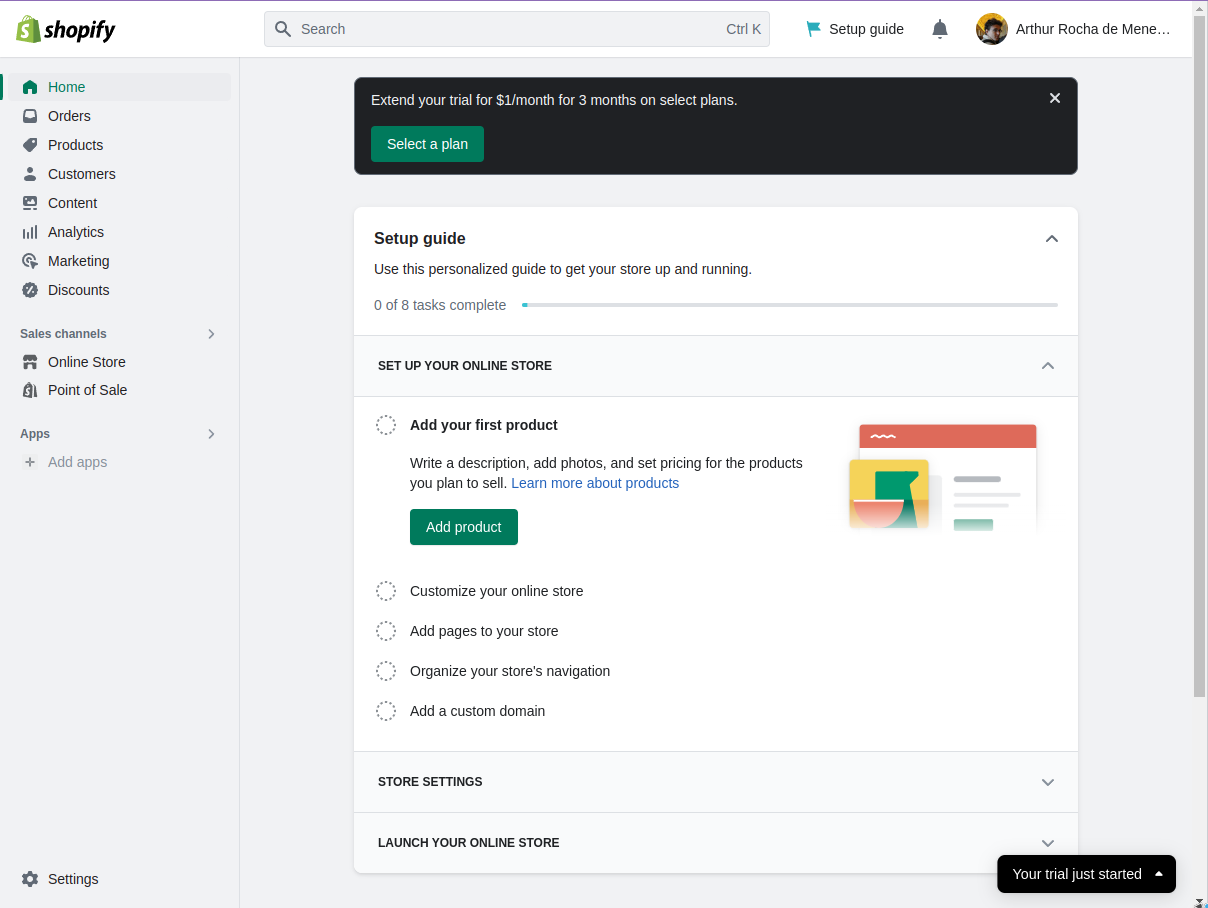 shopify
Search
Ctrl K
Setup guide
Arthur Rocha de Mene…
Home
Orders
Products
Customers
Content
Analytics
Marketing
Discounts
Sales channels
Online Store
Point of Sale
Apps
Add apps
Settings
Extend your trial for $1/month for 3 months on select plans.
Select a plan
Setup guide
Use this personalized guide to get your store up and running.
0 of 8 tasks complete
SET UP YOUR ONLINE STORE
Add your first product
Write a description, add photos, and set pricing for the products
you plan to sell. Learn more about products
Add product
Customize your online store
Add pages to your store
Organize your store's navigation
Add a custom domain
STORE SETTINGS
LAUNCH YOUR ONLINE STORE
Your trial just started